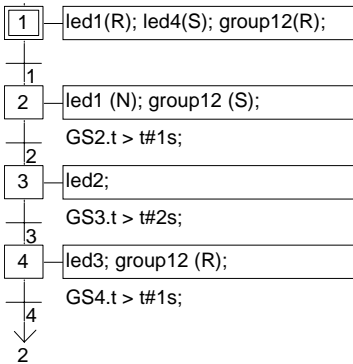 1 led1(R); led4(S); group12(R);
1
2 led1 (N); group12 (S);
GS2.t > t#1s;
2
3 led2;
GS3.t > t#2s;
3
4 led3; group12 (R);
GS4.t > t#1s;
4
2